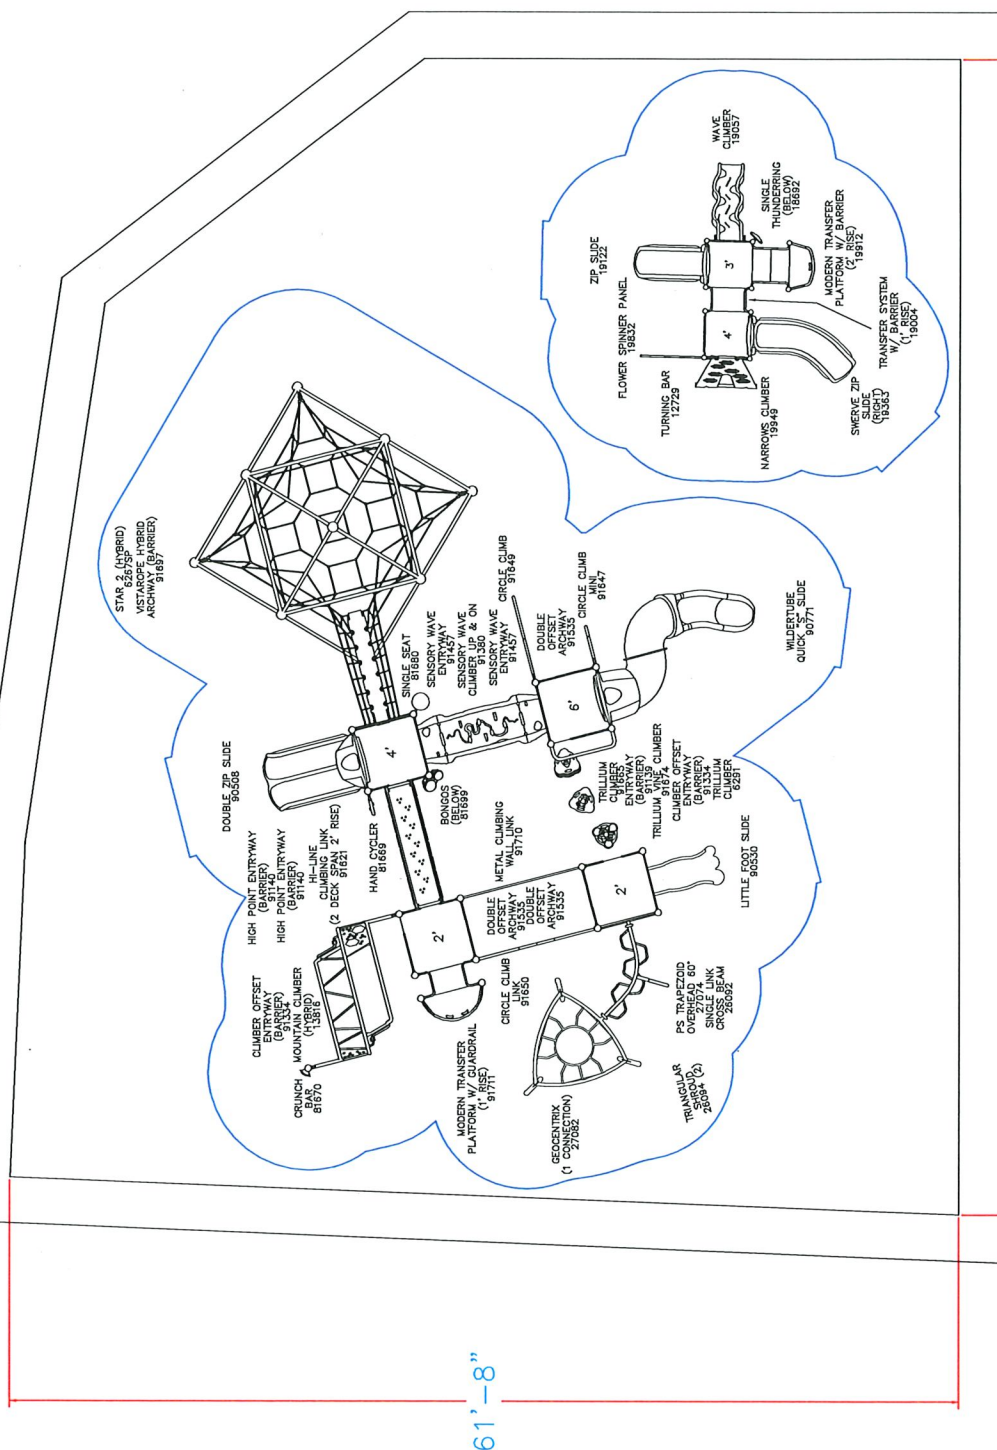 STAR 2 (HYBRID)
6267SP
VISTAROPE HYBRID
ARCHWAY (BARRIER)
91697
DOUBLE ZIP SLIDE
90508
HIGH POINT ENTRYWAY
(BARRIER)
91140
HIGH POINT ENTRYWAY
(BARRIER)
91140
HI-LINE
CLIMBING LINK
(2 DECK SPAN 2' RISE)
91621
HAND CYCLER
81669
CLIMBER OFFSET
ENTRYWAY
(BARRIER)
91334
MOUNTAIN CLIMBER
(HYBRID)
13816
CRUNCH
BAR
81670
SINGLE SEAT
81680
SENSORY WAVE
ENTRYWAY
91457
SENSORY WAVE
CLIMBER UP & ON
91380
SENSORY WAVE
ENTRYWAY
91457
CIRCLE CLIMB
91649
DOUBLE
OFFSET
ARCHWAY
91535
CIRCLE CLIMB
MINI
91647
4'
6'
2'
2'
BONGOS
(BELOW)
81699
METAL CLIMBING
WALL LINK
91710
DOUBLE
OFFSET
ARCHWAY
91535
DOUBLE
OFFSET
ARCHWAY
91535
CIRCLE CLIMB
LINK
91650
MODERN TRANSFER
PLATFORM W/ GUARDRAIL
(1' RISE)
91711
GEOCENTRIX
(1 CONNECTION)
27082
TRIANGULAR
SHROUD
26094 (2)
PS TRAPEZOID
OVERHEAD 60°
27074
SINGLE LINK
CROSS BEAM
26092
TRILLIUM
CLIMBER
91665
ENTRYWAY
(BARRIER)
91139
TRILLIUM VINE CLIMBER
91674
CLIMBER OFFSET
ENTRYWAY
(BARRIER)
91334
TRILLIUM
CLIMBER
6291
LITTLE FOOT SLIDE
90530
WILDERTUBE
QUICK "S" SLIDE
90771
WAVE
CLIMBER
19057
ZIP SLIDE
19122
SINGLE
THUNDERRING
(BELOW)
18692
FLOWER SPINNER PANEL
19832
3'
4'
MODERN TRANSFER
PLATFORM W/ BARRIER
(2' RISE)
19912
TURNING BAR
12729
TRANSFER SYSTEM
W/ BARRIER
(1' RISE)
19004
NARROWS CLIMBER
19949
SWERVE ZIP
SLIDE
(RIGHT)
19363
61'-8"